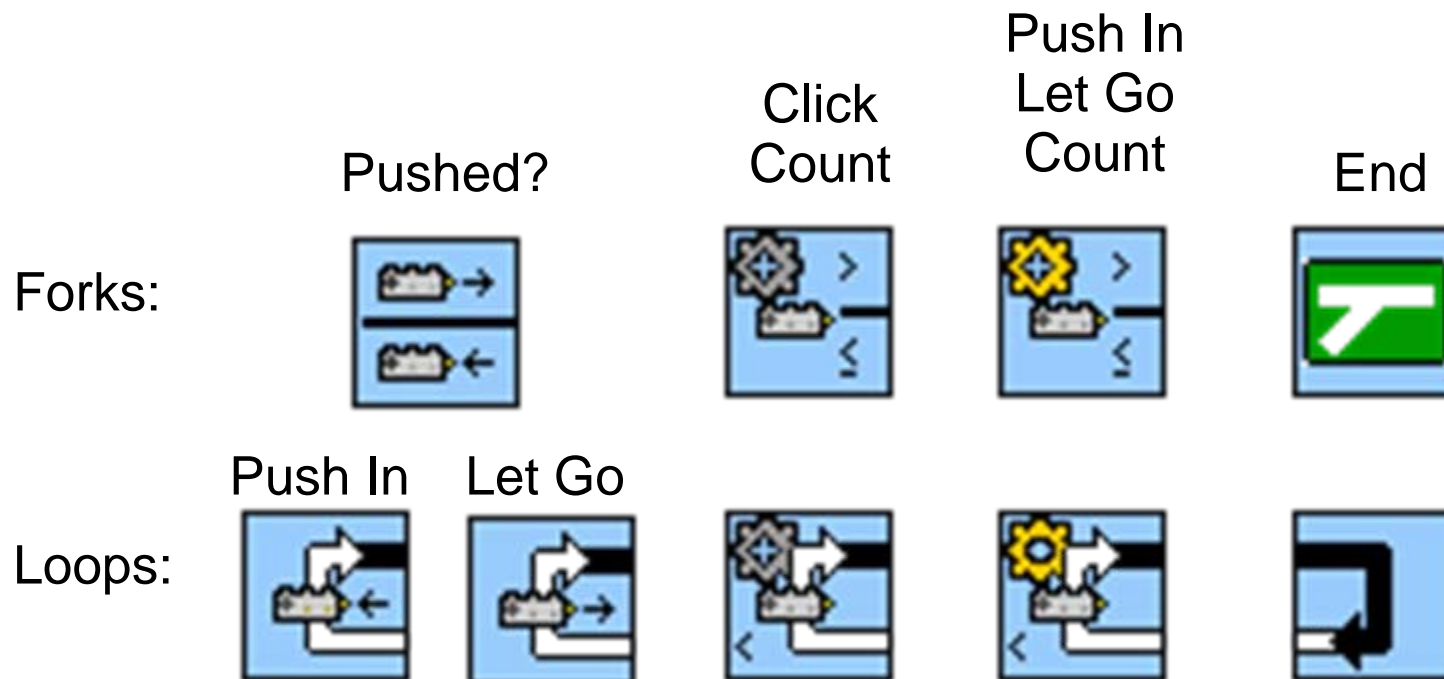 Pushed?
Click
Count
Push In
Let Go
Count
End
Forks:
>
≤
>
≤
Push In
Let Go
Loops:
<
<